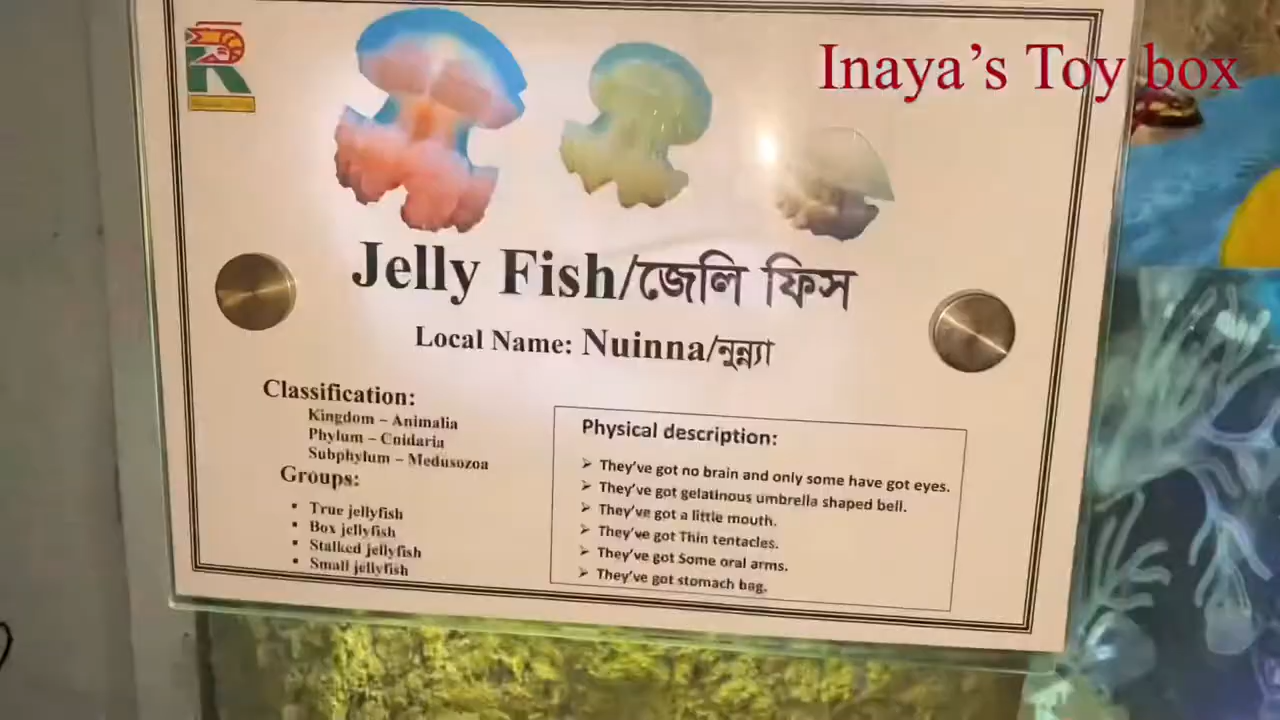 Inaya's Toy box
Jelly Fish/জেলি ফিস
Local Name: Nuinna/নুন্ন্যা
Classification:
Kingdom – Animalia
Phylum – Cnidaria
Subphylum – Medusozoa
Groups:
▪ True jellyfish
▪ Box jellyfish
▪ Stalked jellyfish
▪ Small jellyfish
Physical description:
➢ They've got no brain and only some have got eyes.
➢ They've got gelatinous umbrella shaped bell.
➢ They've got a little mouth.
➢ They've got Thin tentacles.
➢ They've got Some oral arms.
➢ They've got stomach bag.